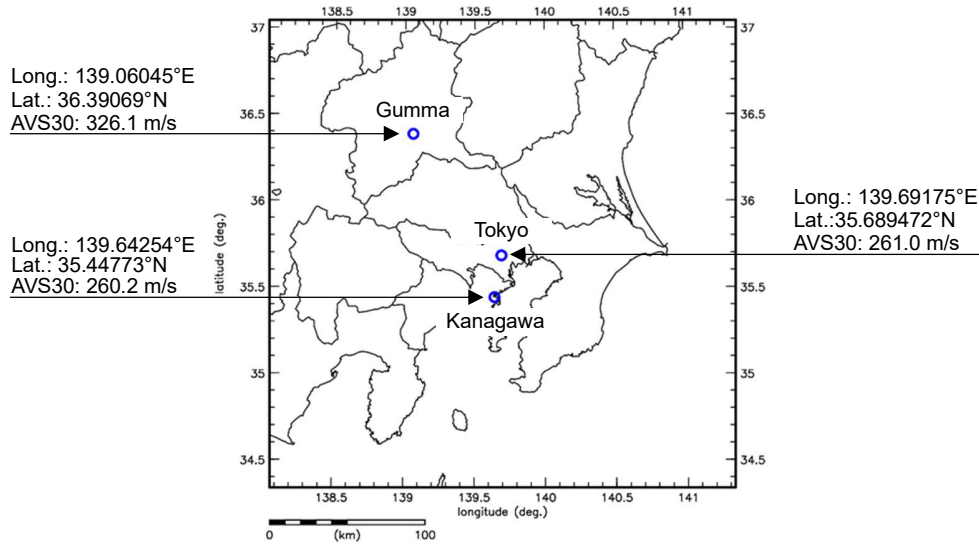 138.5 139 139.5 140 140.5 141
37
37
Long.: 139.06045°E
Lat.: 36.39069°N
AVS30: 326.1 m/s
Gumma
36.5
36.5
36
36
Long.: 139.69175°E
Lat.:35.689472°N
AVS30: 261.0 m/s
Tokyo
Long.: 139.64254°E
Lat.: 35.44773°N
AVS30: 260.2 m/s
latitude (deg.)
latitude (deg.)
35.5
35.5
Kanagawa
35
35
34.5
34.5
138.5 139 139.5 140 140.5 141
longitude (deg.)
0 (km) 100